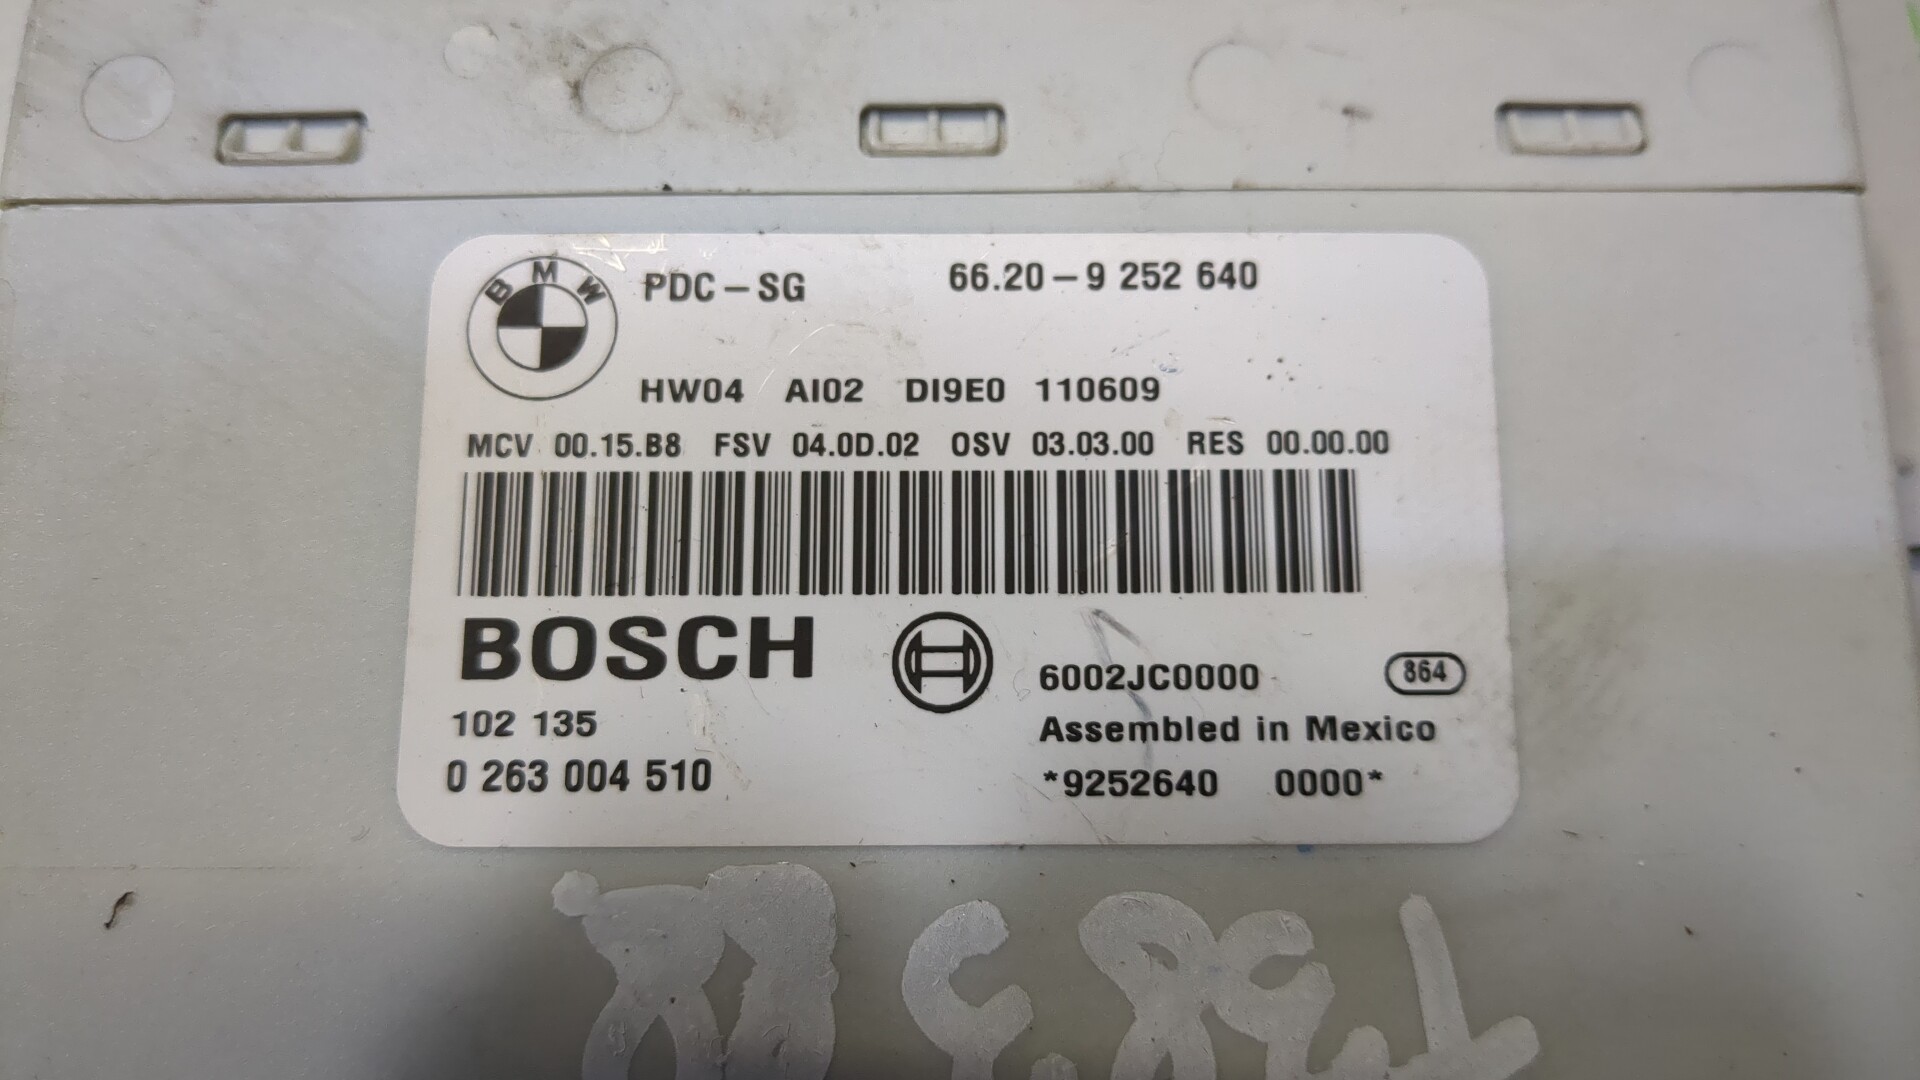 BMW
PDC-SG 66.20-9 252 640
HW04 AI02 DI9E0 110609
MCV 00.15.B8 FSV 04.0D.02 OSV 03.03.00 RES 00.00.00
BOSCH
6002JC0000 864
102 135 Assembled in Mexico
0 263 004 510 *9252640 0000*